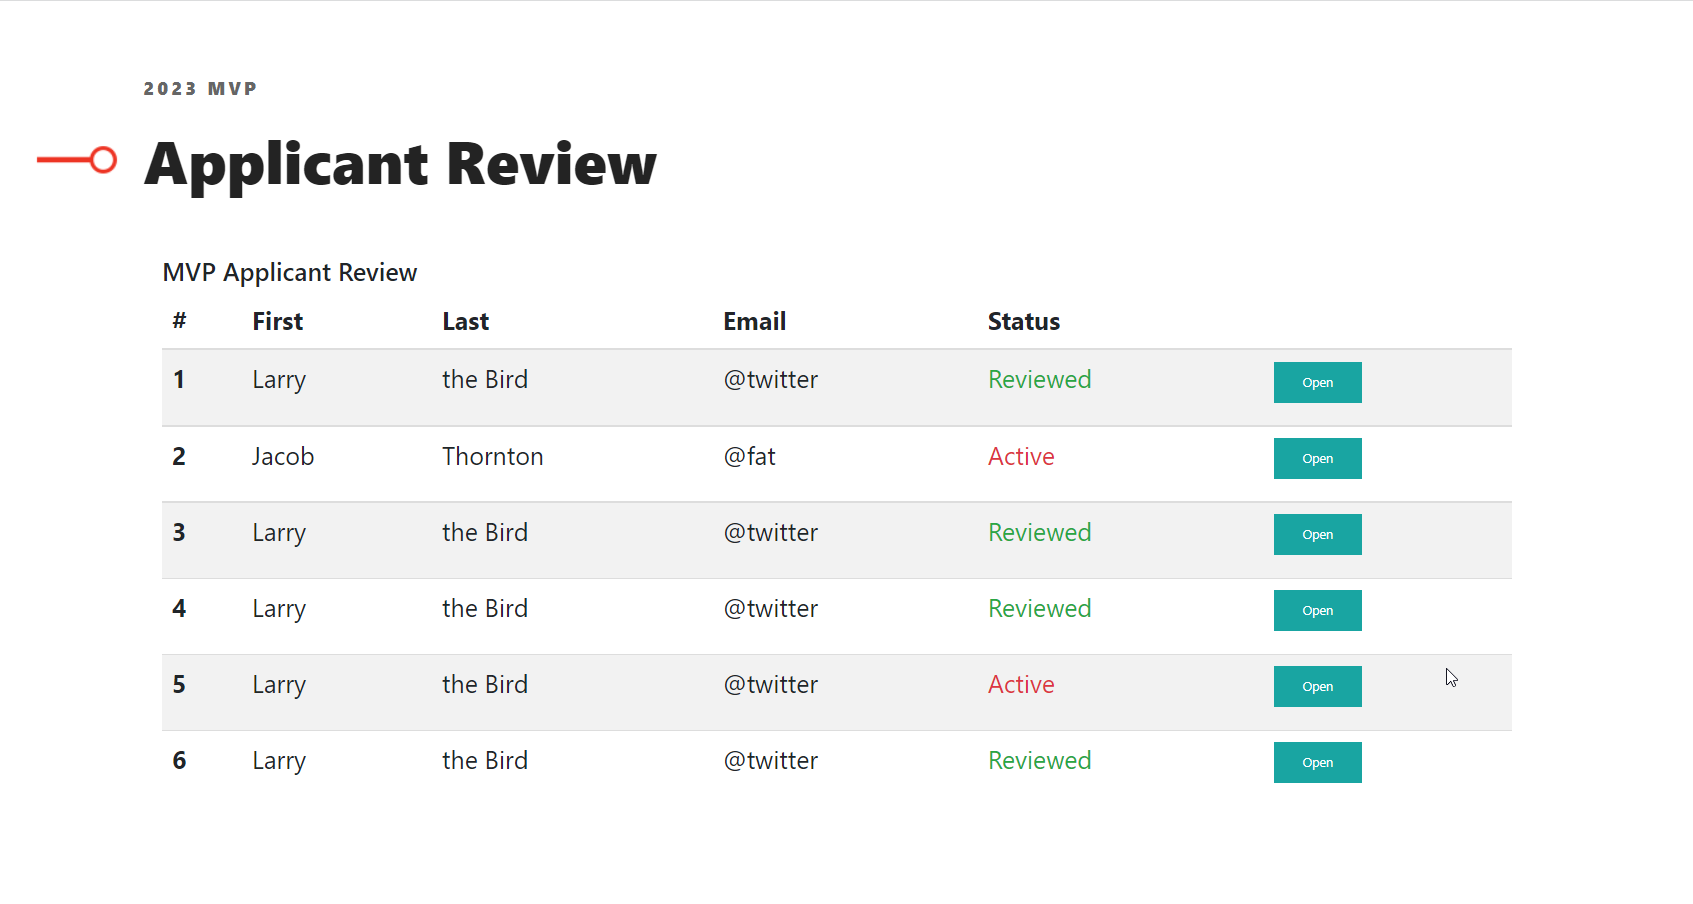 2023 MVP
Applicant Review
MVP Applicant Review
# First Last Email Status
1 Larry the Bird @twitter Reviewed Open
2 Jacob Thornton @fat Active Open
3 Larry the Bird @twitter Reviewed Open
4 Larry the Bird @twitter Reviewed Open
5 Larry the Bird @twitter Active Open
6 Larry the Bird @twitter Reviewed Open